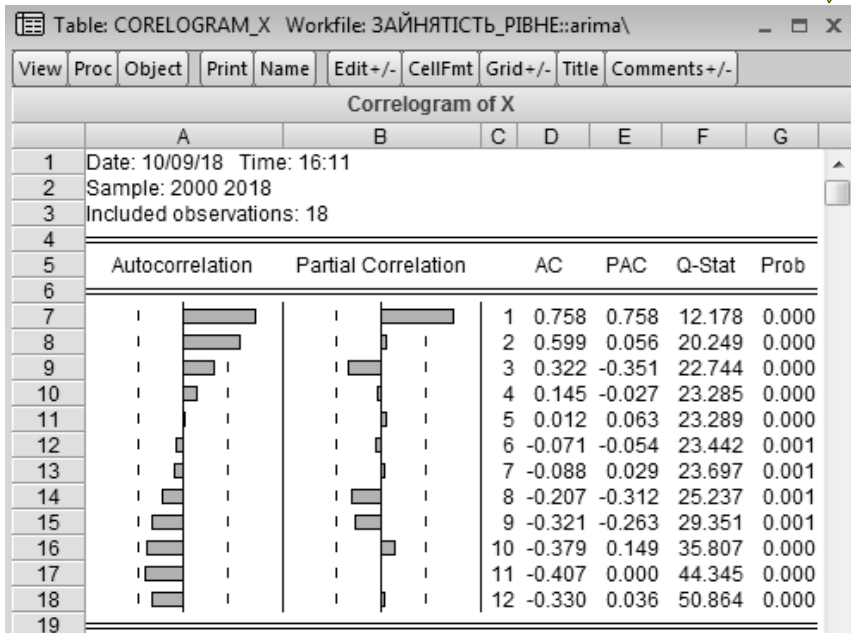 Table: CORELOGRAM_X Workfile: ЗАЙНЯТІСТЬ_РІВНЕ::arima\
View Proc Object Print Name Edit+/- CellFmt Grid+/- Title Comments+/-
Correlogram of X
A B C D E F G
1 Date: 10/09/18 Time: 16:11
2 Sample: 2000 2018
3 Included observations: 18
4
5 Autocorrelation Partial Correlation AC PAC Q-Stat Prob
6
7 1 0.758 0.758 12.178 0.000
8 2 0.599 0.056 20.249 0.000
9 3 0.322 -0.351 22.744 0.000
10 4 0.145 -0.027 23.285 0.000
11 5 0.012 0.063 23.289 0.000
12 6 -0.071 -0.054 23.442 0.001
13 7 -0.088 0.029 23.697 0.001
14 8 -0.207 -0.312 25.237 0.001
15 9 -0.321 -0.263 29.351 0.001
16 10 -0.379 0.149 35.807 0.000
17 11 -0.407 0.000 44.345 0.000
18 12 -0.330 0.036 50.864 0.000
19